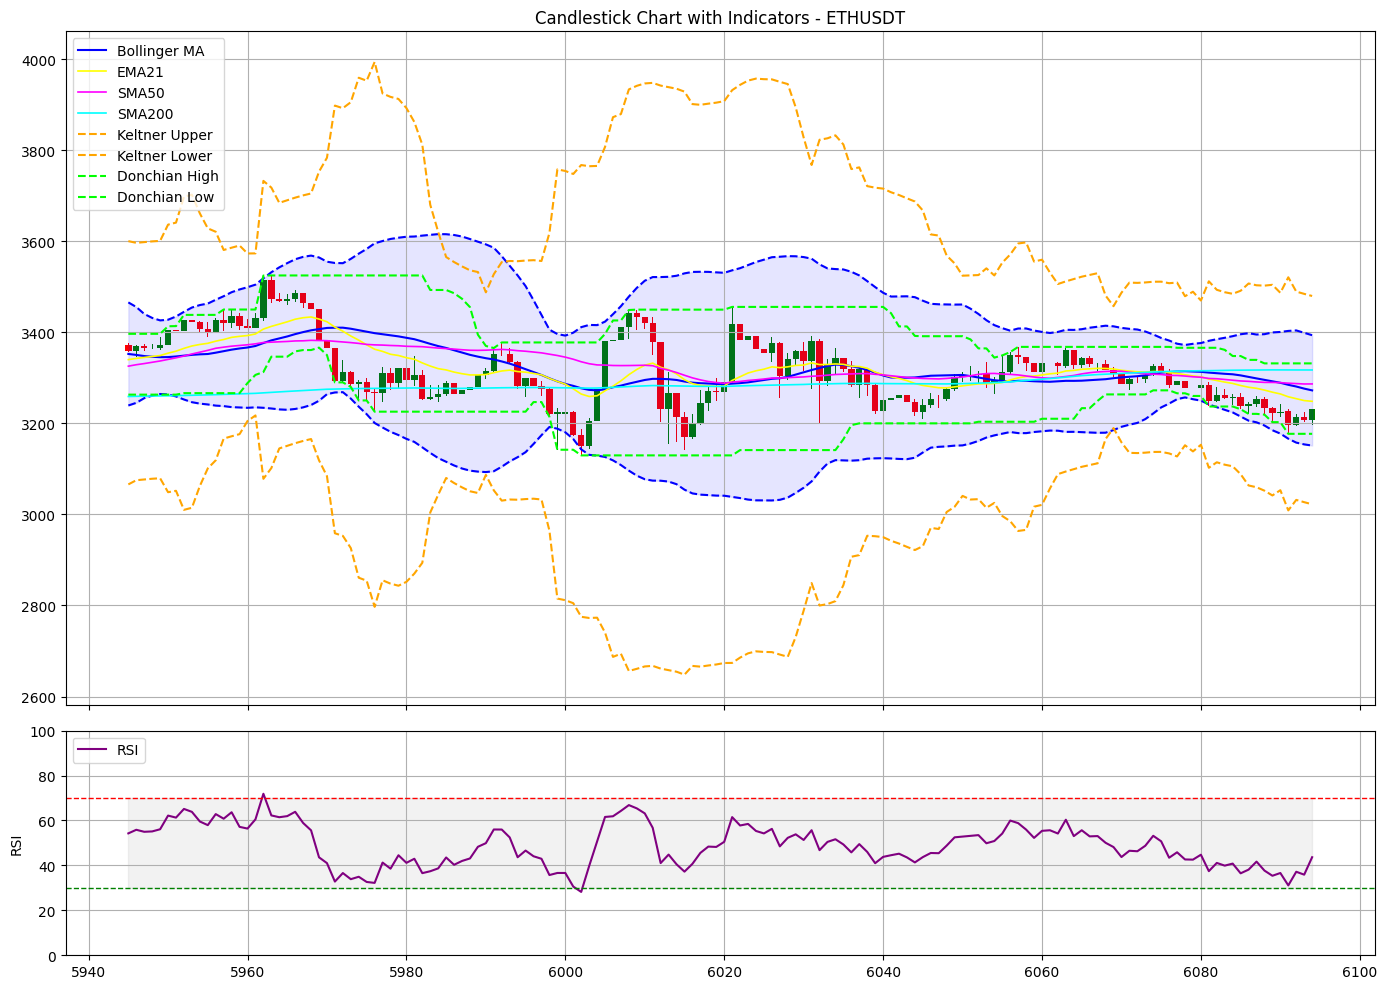 Candlestick Chart with Indicators - ETHUSDT
Bollinger MA
EMA21
SMA50
SMA200
Keltner Upper
Keltner Lower
Donchian High
Donchian Low
4000
3800
3600
3400
3200
3000
2800
2600
RSI
100
80
60
40
20
0
RSI
5940
5960
5980
6000
6020
6040
6060
6080
6100